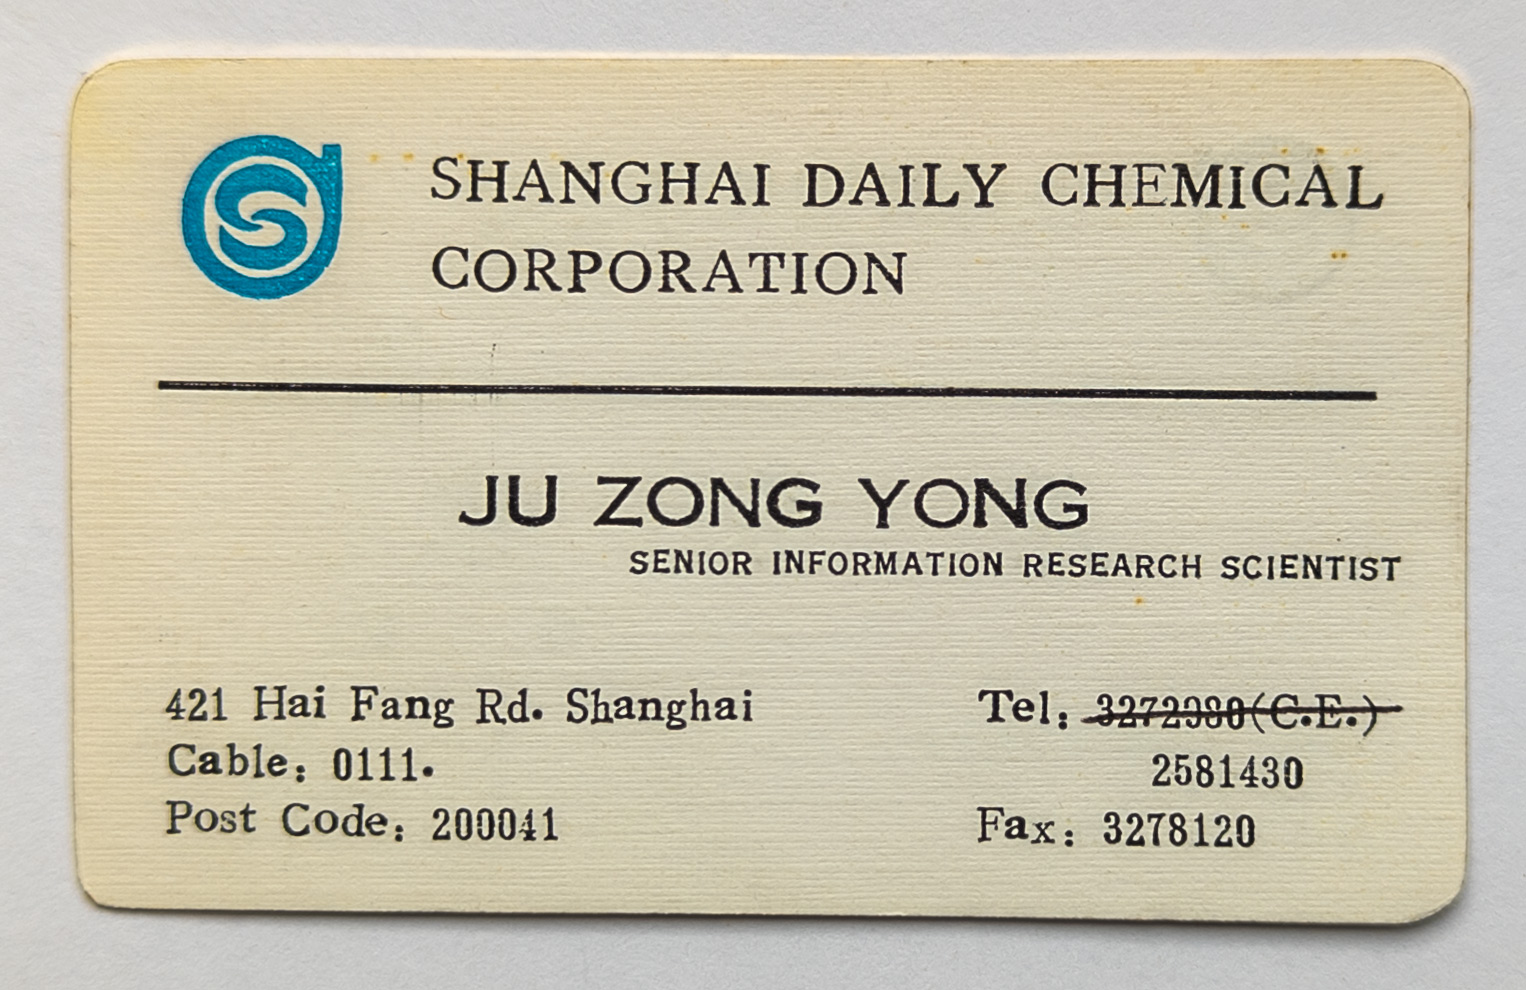 SHANGHAI DAILY CHEMICAL
CORPORATION
JU ZONG YONG
SENIOR INFORMATION RESEARCH SCIENTIST
421 Hai Fang Rd. Shanghai
Cable: 0111.
Post Code: 200041
Tel: (C.E.)
2581430
Fax: 3278120